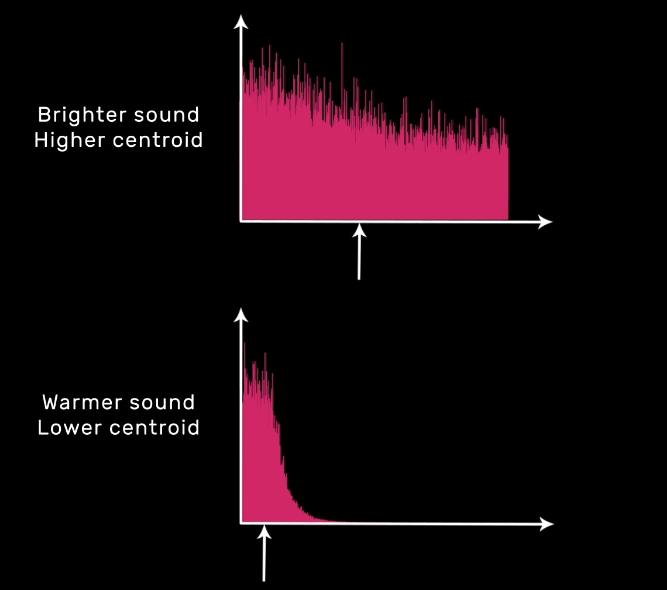 Brighter sound
Higher centroid
Warmer sound
Lower centroid